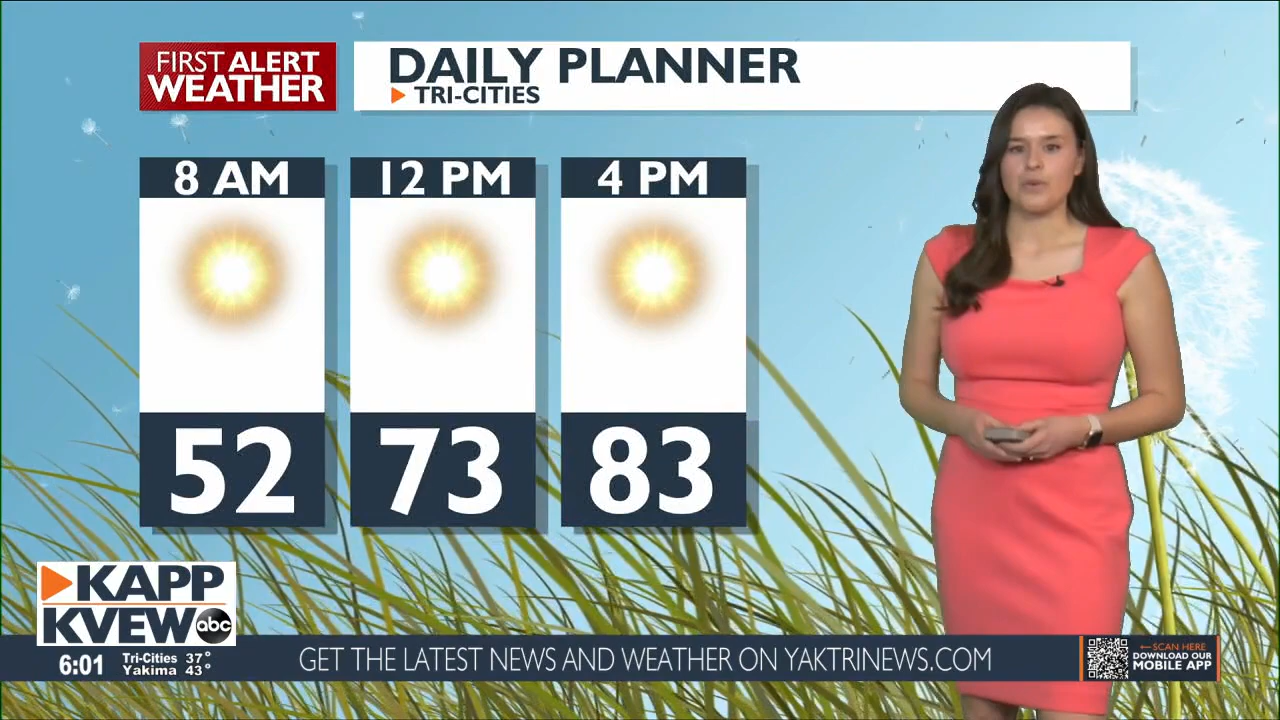 FIRST ALERT
WEATHER
DAILY PLANNER
TRI-CITIES
8 AM
12 PM
4 PM
52
73
83
KAPP
KVEW abc
6:01
Tri-Cities 37°
Yakima 43°
GET THE LATEST NEWS AND WEATHER ON YAKTRINEWS.COM
SCAN HERE
DOWNLOAD OUR
MOBILE APP